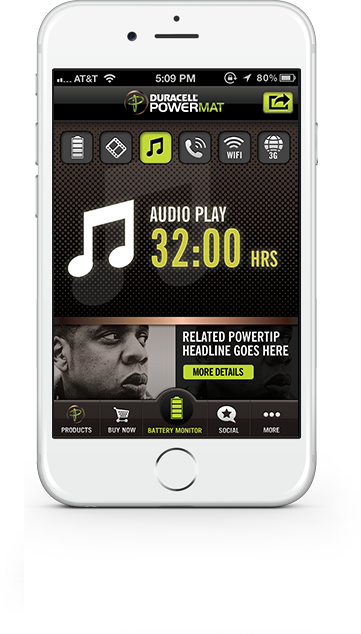 AT&T 5:09 PM 80%
DURACELL
POWERMAT
WIFI 3G
AUDIO PLAY
32:00 HRS
RELATED POWERTIP
HEADLINE GOES HERE
MORE DETAILS
PRODUCTS BUY NOW BATTERY MONITOR SOCIAL MORE